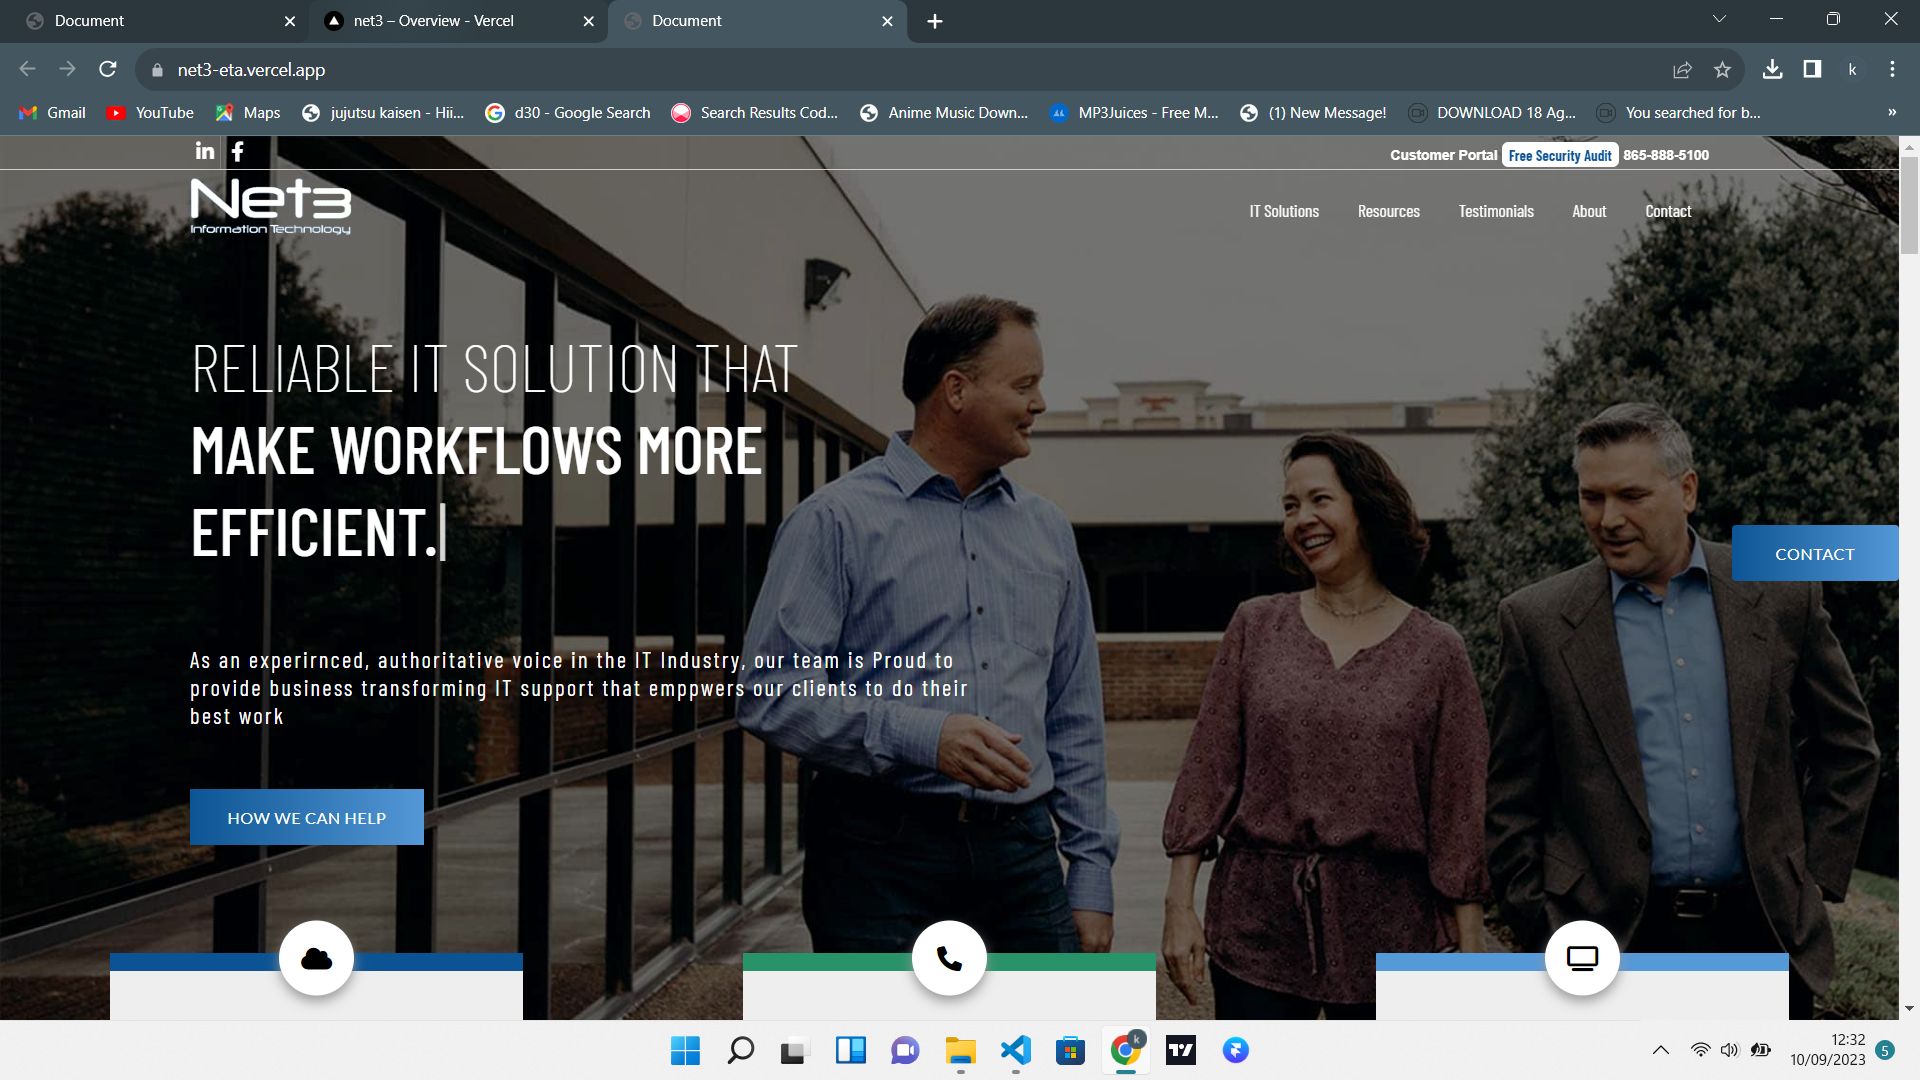 Document
net3 – Overview - Vercel
Document
net3-eta.vercel.app
k
Gmail
YouTube
Maps
jujutsu kaisen - Hii...
d30 - Google Search
Search Results Cod...
Anime Music Down...
MP3Juices - Free M...
(1) New Message!
DOWNLOAD 18 Ag...
You searched for b...
»
in
f
Customer Portal Free Security Audit 865-888-5100
Net3
Information Technology
IT Solutions Resources Testimonials About Contact
RELIABLE IT SOLUTION THAT
MAKE WORKFLOWS MORE
EFFICIENT.
CONTACT
As an experirnced, authoritative voice in the IT Industry, our team is Proud to
provide business transforming IT support that emppwers our clients to do their
best work
HOW WE CAN HELP
k
12:32
10/09/2023
5